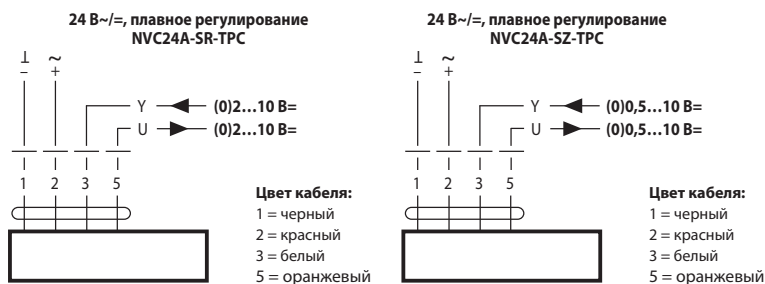 24 В~/=, плавное регулирование
NVC24A-SR-TPC
⊥ ~
– +
Y (0)2…10 В=
U (0)2…10 В=
1 2 3 5
Цвет кабеля:
1 = черный
2 = красный
3 = белый
5 = оранжевый
24 В~/=, плавное регулирование
NVC24A-SZ-TPC
⊥ ~
– +
Y (0)0,5…10 В=
U (0)0,5…10 В=
1 2 3 5
Цвет кабеля:
1 = черный
2 = красный
3 = белый
5 = оранжевый